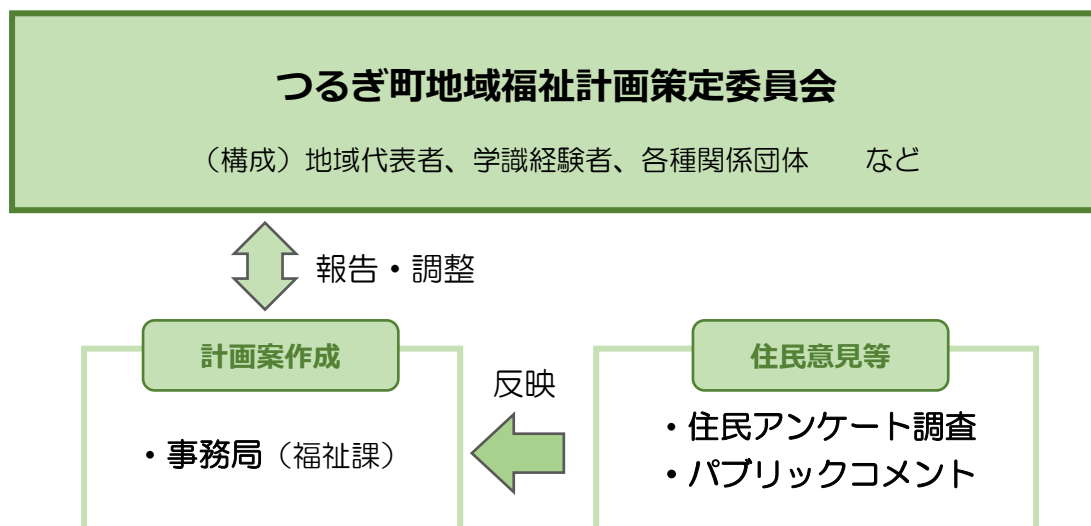 つるぎ町地域福祉計画策定委員会
（構成）地域代表者、学識経験者、各種関係団体　　など
報告・調整
計画案作成
・事務局（福祉課）
反映
住民意見等
・住民アンケート調査
・パブリックコメント